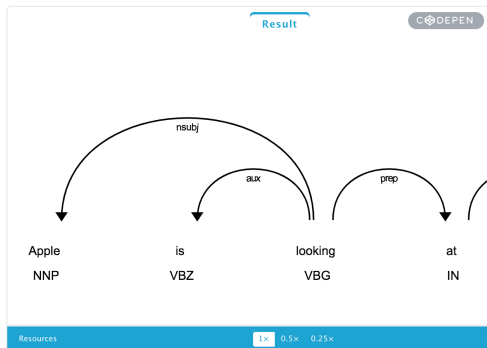 Result
CODEPEN
nsubj
aux
prep
Apple is looking at
NNP VBZ VBG IN
Resources 1× 0.5× 0.25×